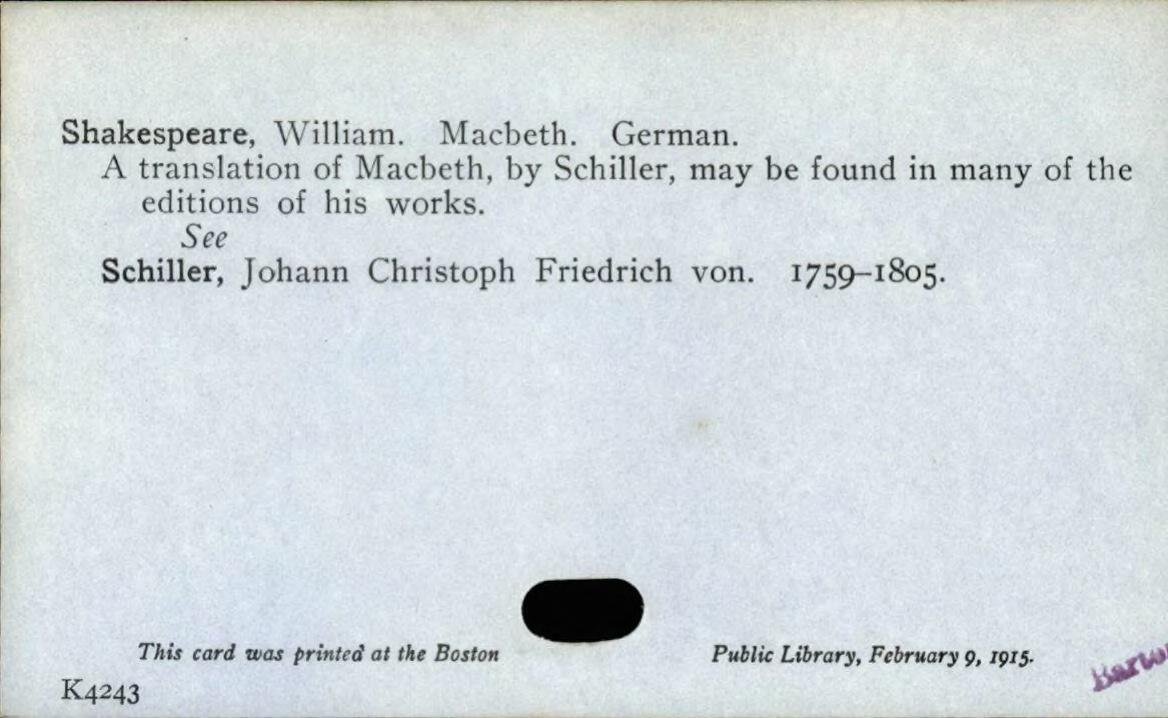 Shakespeare, William. Macbeth. German.
A translation of Macbeth, by Schiller, may be found in many of the
editions of his works.
See
Schiller, Johann Christoph Friedrich von. 1759–1805.
This card was printed at the Boston Public Library, February 9, 1915.
K4243